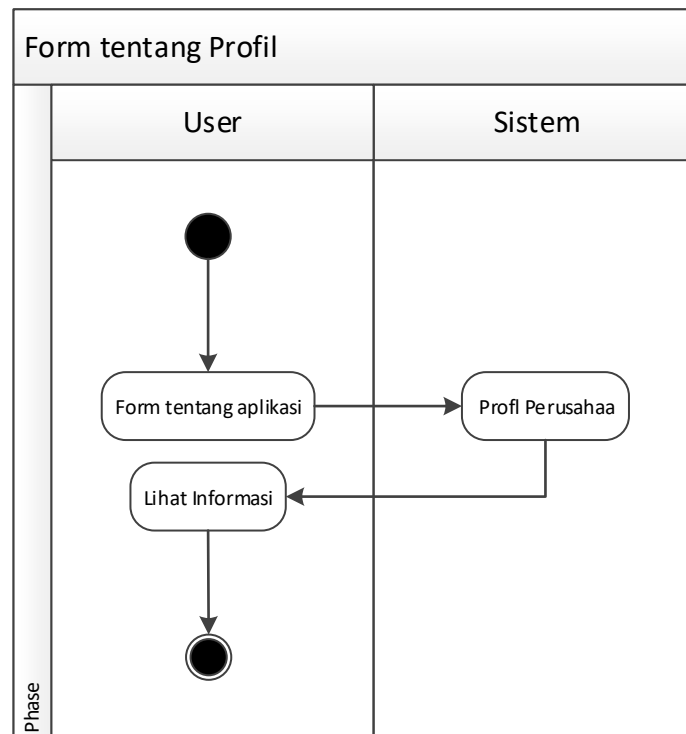 Form tentang Profil
User
Sistem
Form tentang aplikasi
Profl Perusahaa
Lihat Informasi
Phase